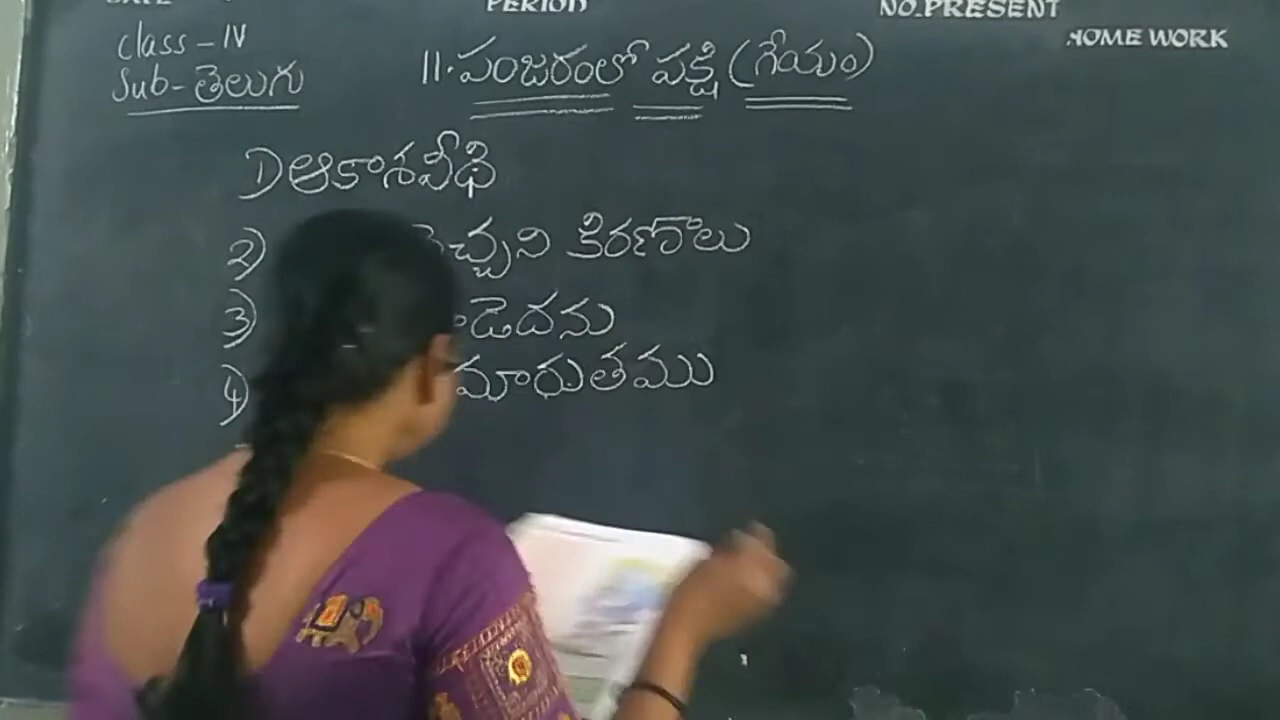 PERIOD
NO.PRESENT
HOME WORK
Class - IV
Sub - తెలుగు
11. పంజరంలో పక్షి (గేయం)
1) ఆకాశవీధి
2) వెచ్చని కిరణాలు
3)
4) మారుతము